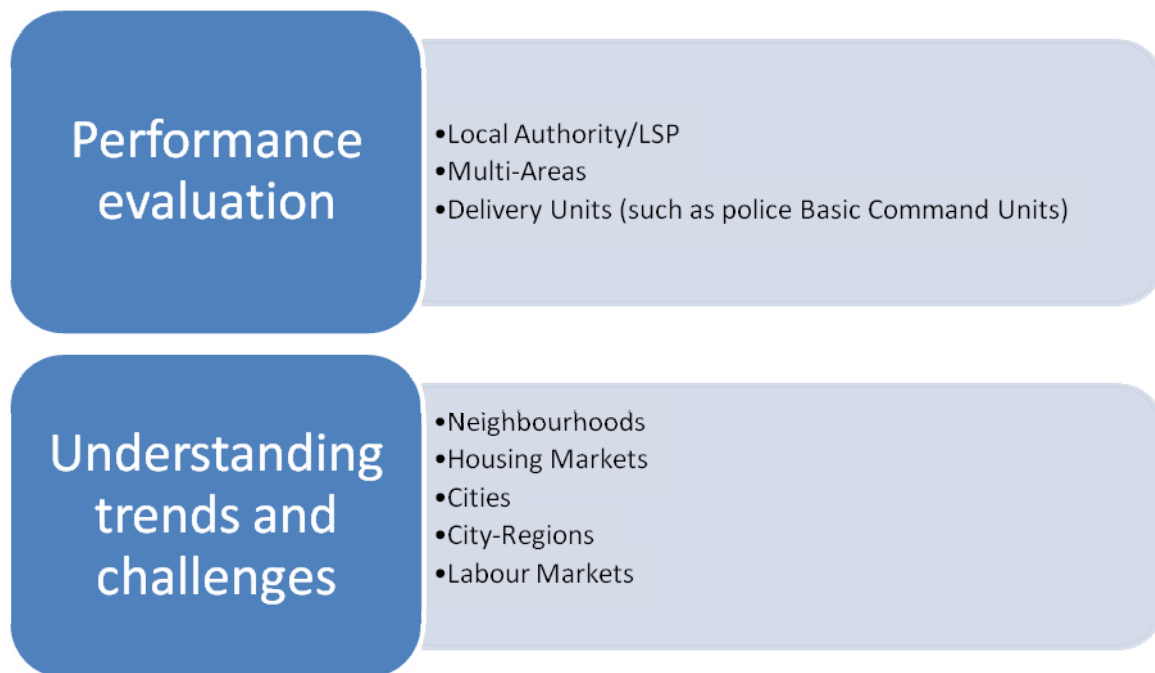 Performance
evaluation
•Local Authority/LSP
•Multi-Areas
•Delivery Units (such as police Basic Command Units)
Understanding
trends and
challenges
•Neighbourhoods
•Housing Markets
•Cities
•City-Regions
•Labour Markets